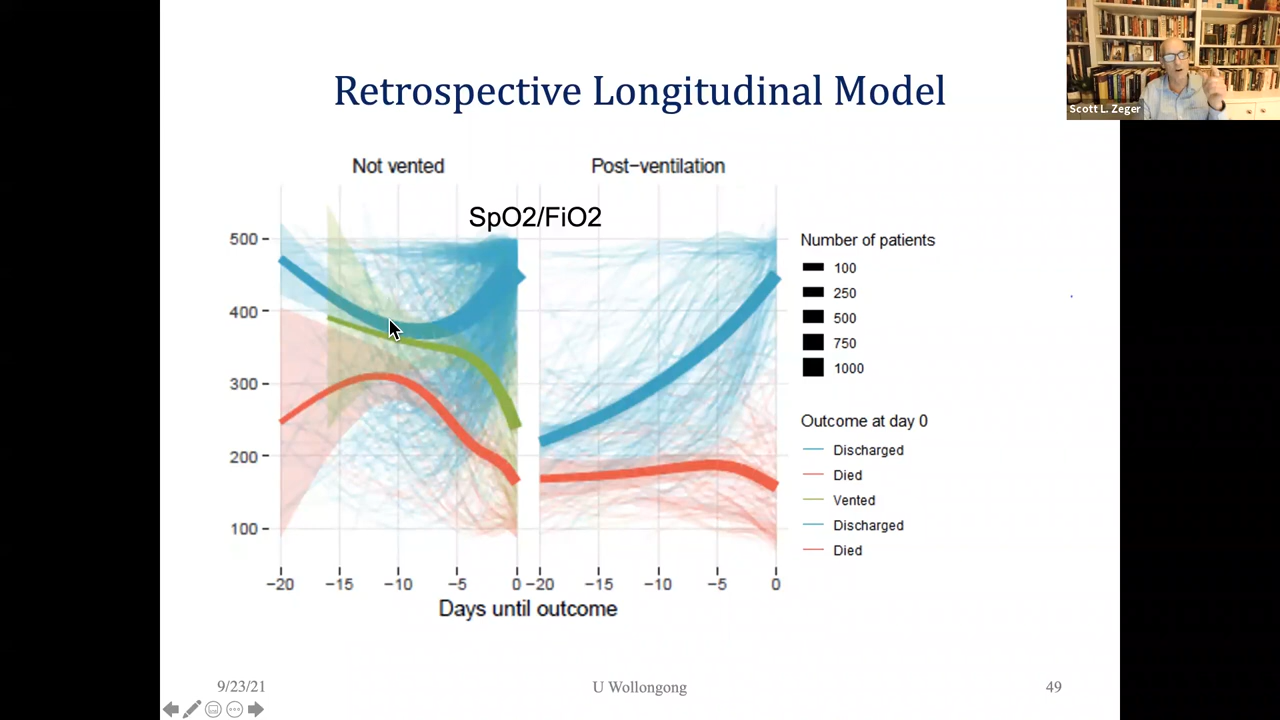 Retrospective Longitudinal Model
Scott L. Zeger
Not vented
Post-ventilation
SpO2/FiO2
500
400
300
200
100
-20 -15 -10 -5 0
-20 -15 -10 -5 0
Days until outcome
Number of patients
100
250
500
750
1000
Outcome at day 0
Discharged
Died
Vented
Discharged
Died
9/23/21
U Wollongong
49